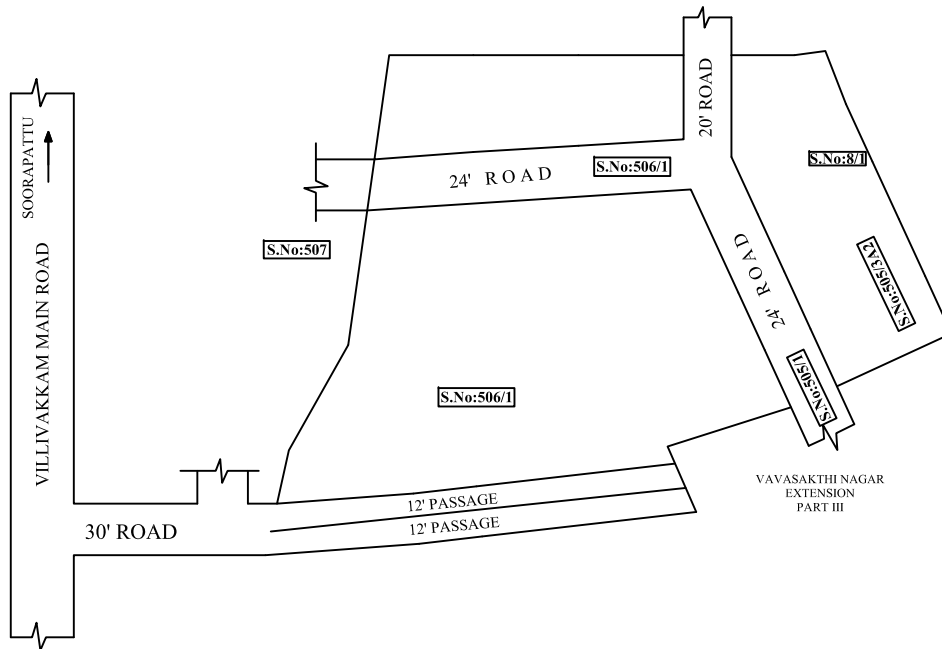 20' ROAD
SOORAPATTU
S.No:8/1
S.No:506/1
24' ROAD
S.No:507
VILLIVAKKAM MAIN ROAD
24' ROAD
S.No:505/3A2
S.No:505/1
S.No:506/1
VAVASAKTHI NAGAR
EXTENSION
PART III
12' PASSAGE
12' PASSAGE
30' ROAD